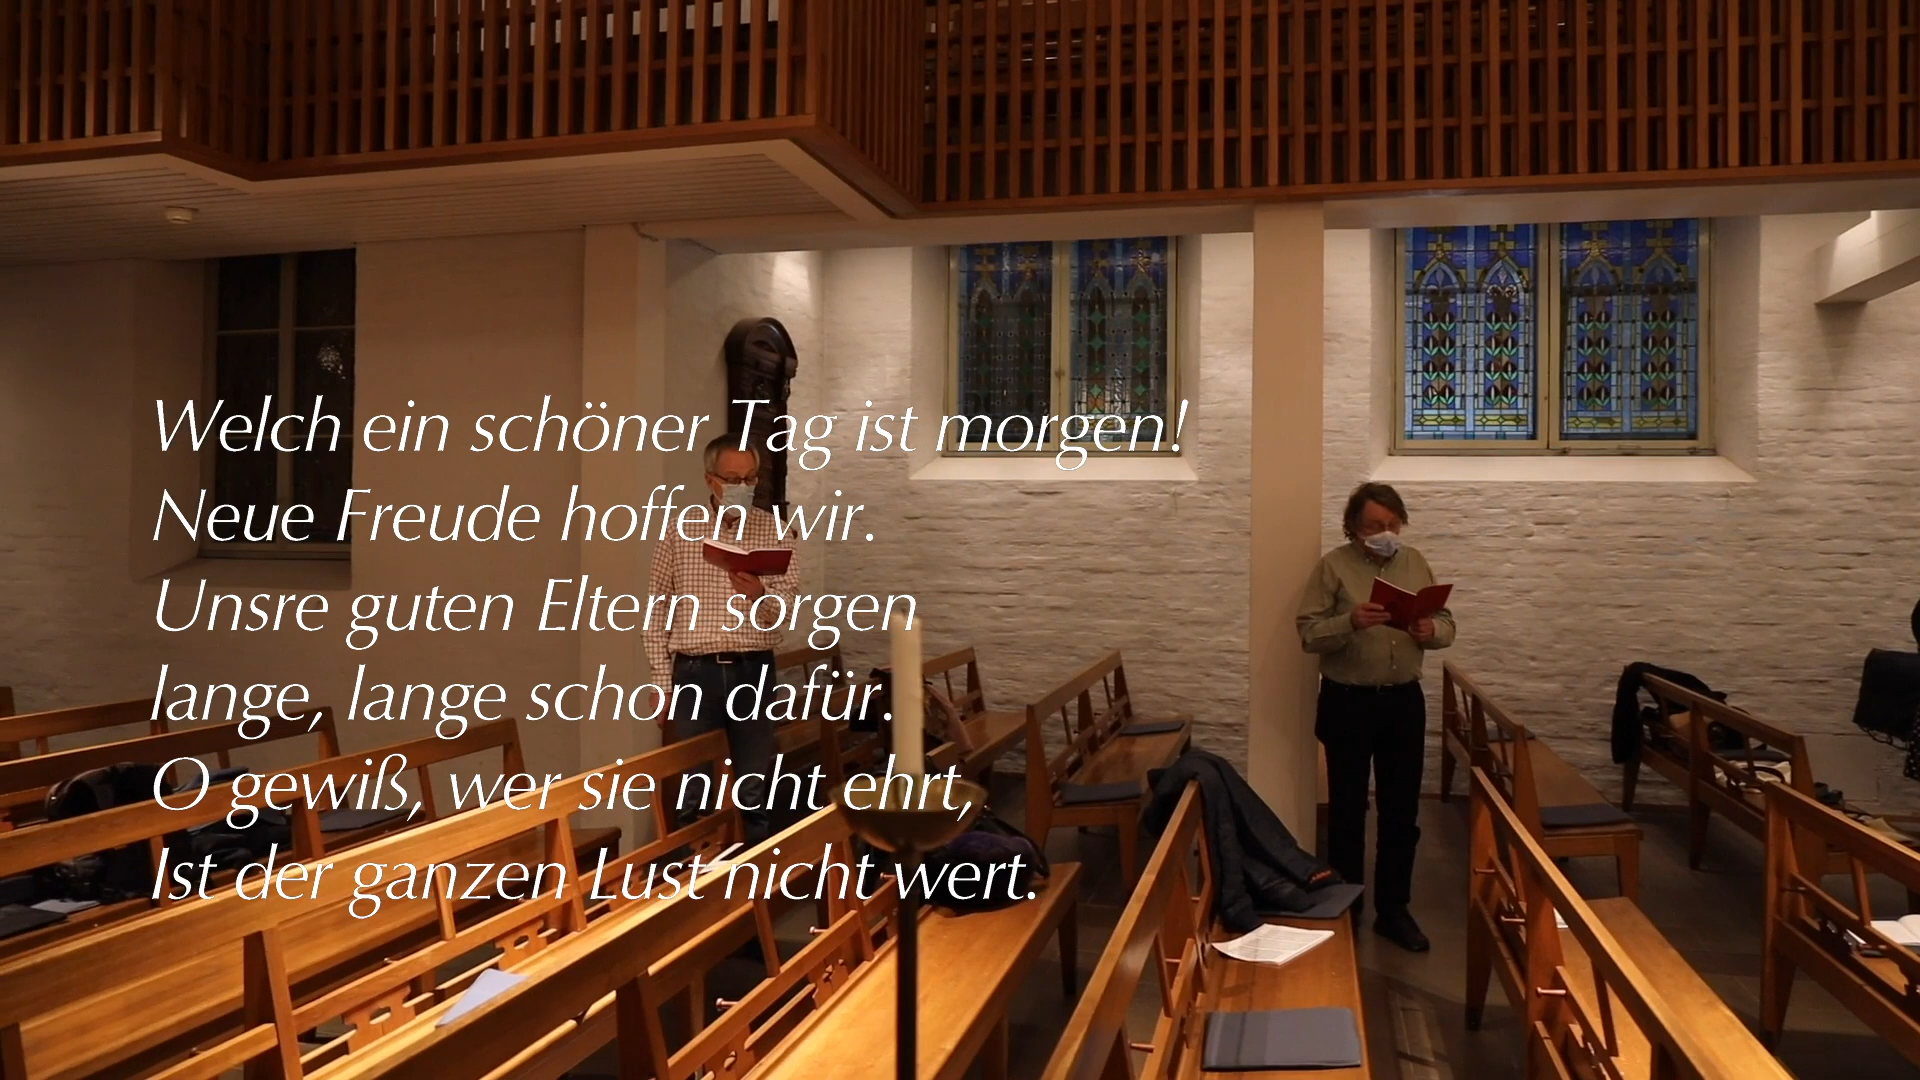 Welch ein schöner Tag ist morgen!
Neue Freude hoffen wir.
Unsre guten Eltern sorgen
lange, lange schon dafür.
O gewiß, wer sie nicht ehrt,
Ist der ganzen Lust nicht wert.